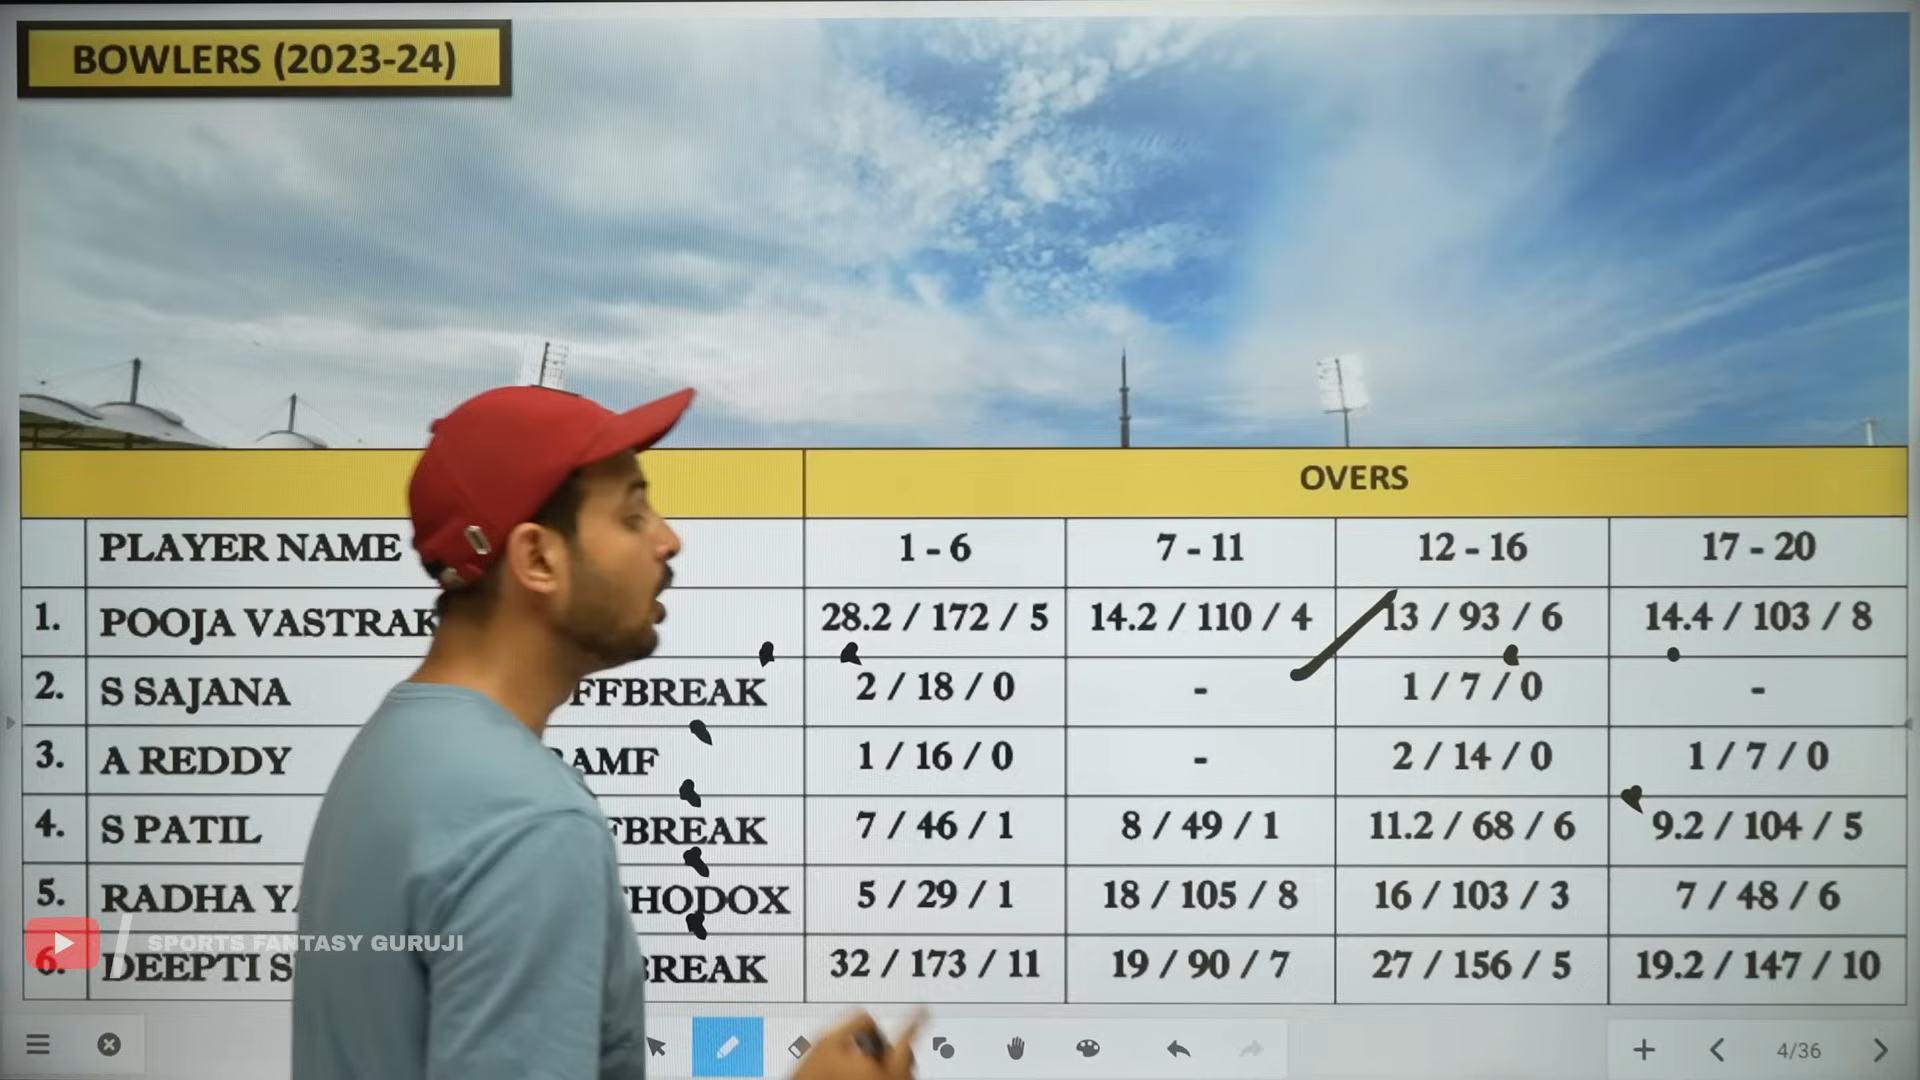 BOWLERS (2023-24)
OVERS
PLAYER NAME 1 - 6 7 - 11 12 - 16 17 - 20
1. POOJA VASTRAK 28.2 / 172 / 5 14.2 / 110 / 4 13 / 93 / 6 14.4 / 103 / 8
2. S SAJANA FFBREAK 2 / 18 / 0 - 1 / 7 / 0 -
3. A REDDY AMF 1 / 16 / 0 - 2 / 14 / 0 1 / 7 / 0
4. S PATIL FBREAK 7 / 46 / 1 8 / 49 / 1 11.2 / 68 / 6 9.2 / 104 / 5
5. RADHA YA THODOX 5 / 29 / 1 18 / 105 / 8 16 / 103 / 3 7 / 48 / 6
SPORTS FANTASY GURUJI
6. DEEPTI S BREAK 32 / 173 / 11 19 / 90 / 7 27 / 156 / 5 19.2 / 147 / 10
4/36